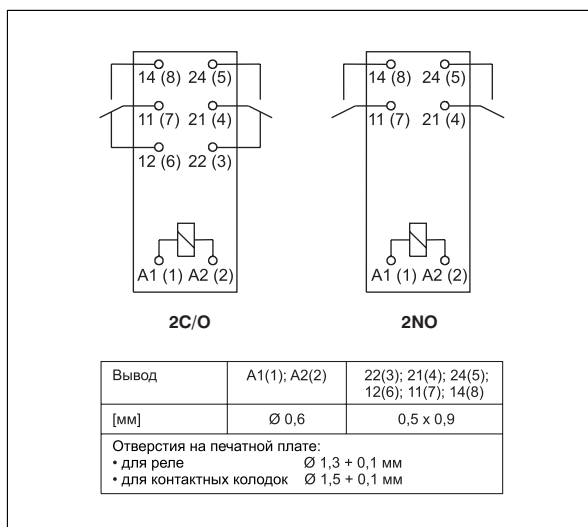 14 (8) 24 (5)
11 (7) 21 (4)
12 (6) 22 (3)
A1 (1) A2 (2)
2C/O
14 (8) 24 (5)
11 (7) 21 (4)
A1 (1) A2 (2)
2NO
Вывод A1(1); A2(2) 22(3); 21(4); 24(5);
12(6); 11(7); 14(8)
[мм] Ø 0,6 0,5 x 0,9
Отверстия на печатной плате:
• для реле Ø 1,3 + 0,1 мм
• для контактных колодок Ø 1,5 + 0,1 мм